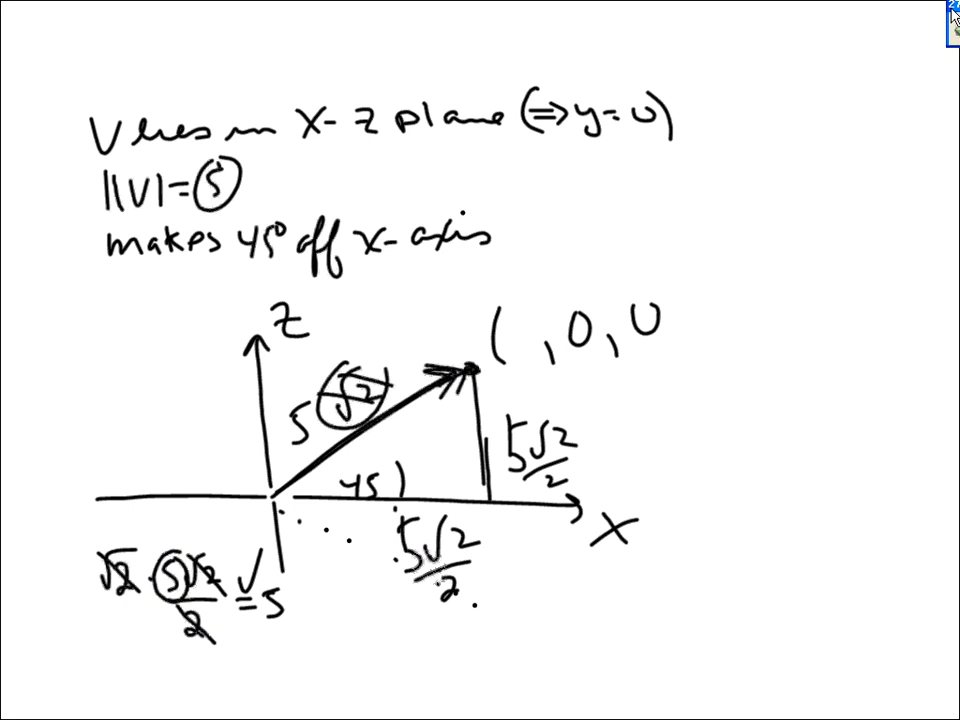 V lies in X-Z plane (⇒y=0)
||V|=5
makes 45° off x-axis
Z
( , 0, 0
5 √2
5√2/2
45
X
5√2/2
√2 · 5√2/2 = 5